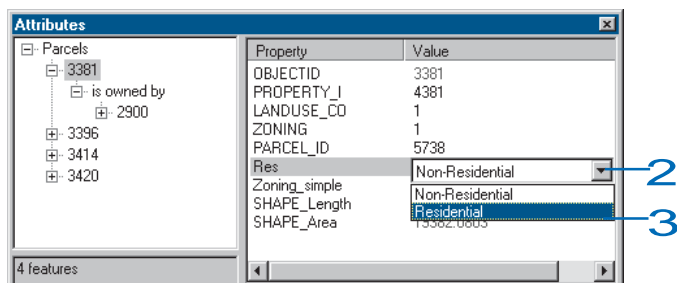 Attributes
Parcels
3381
is owned by
2900
3396
3414
3420
4 features
Property Value
OBJECTID 3381
PROPERTY_I 4381
LANDUSE_CO 1
ZONING 1
PARCEL_ID 5738
Res Non-Residential 2
Zoning_simple Non-Residential
SHAPE_Length Residential 3
SHAPE_Area